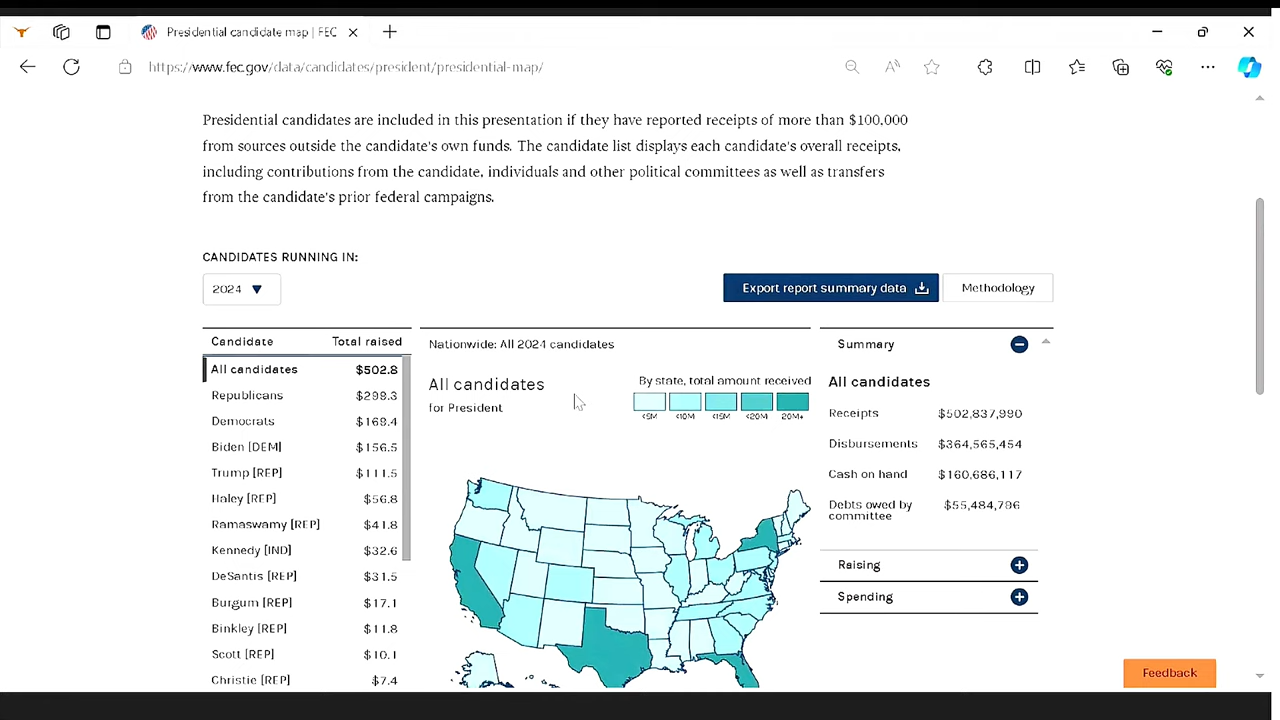 Presidential candidate map | FEC
https://www.fec.gov/data/candidates/president/presidential-map/
Presidential candidates are included in this presentation if they have reported receipts of more than $100,000
from sources outside the candidate's own funds. The candidate list displays each candidate's overall receipts,
including contributions from the candidate, individuals and other political committees as well as transfers
from the candidate's prior federal campaigns.
CANDIDATES RUNNING IN:
2024
Export report summary data
Methodology
Candidate Total raised
All candidates $502.8
Republicans $298.3
Democrats $169.4
Biden [DEM] $156.5
Trump [REP] $111.5
Haley [REP] $56.8
Ramaswamy [REP] $41.8
Kennedy [IND] $32.6
DeSantis [REP] $31.5
Burgum [REP] $17.1
Binkley [REP] $11.8
Scott [REP] $10.1
Christie [REP] $7.4
Nationwide: All 2024 candidates
All candidates
for President
By state, total amount received
<5M <10M <15M <20M 20M+
Summary
All candidates
Receipts $502,837,990
Disbursements $364,565,454
Cash on hand $160,686,117
Debts owed by $55,484,796
committee
Raising
Spending
Feedback